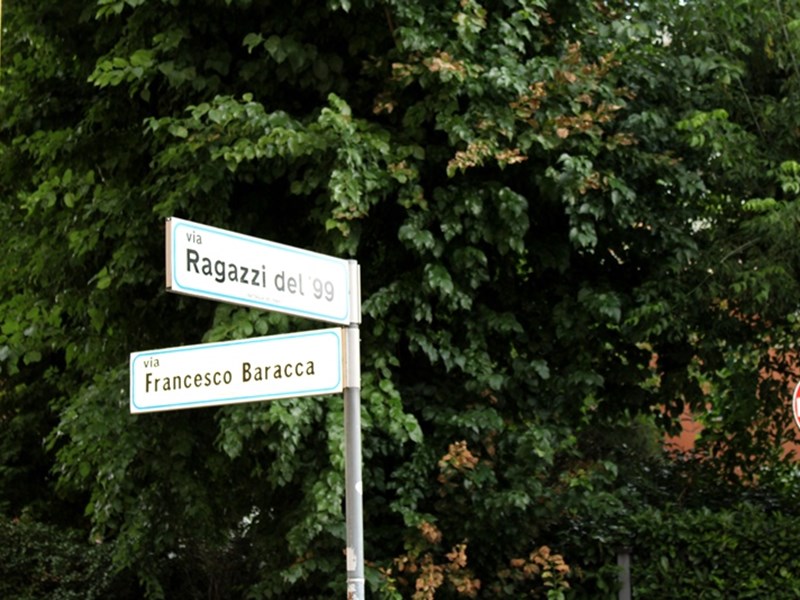 via
Ragazzi del '99
via
Francesco Baracca